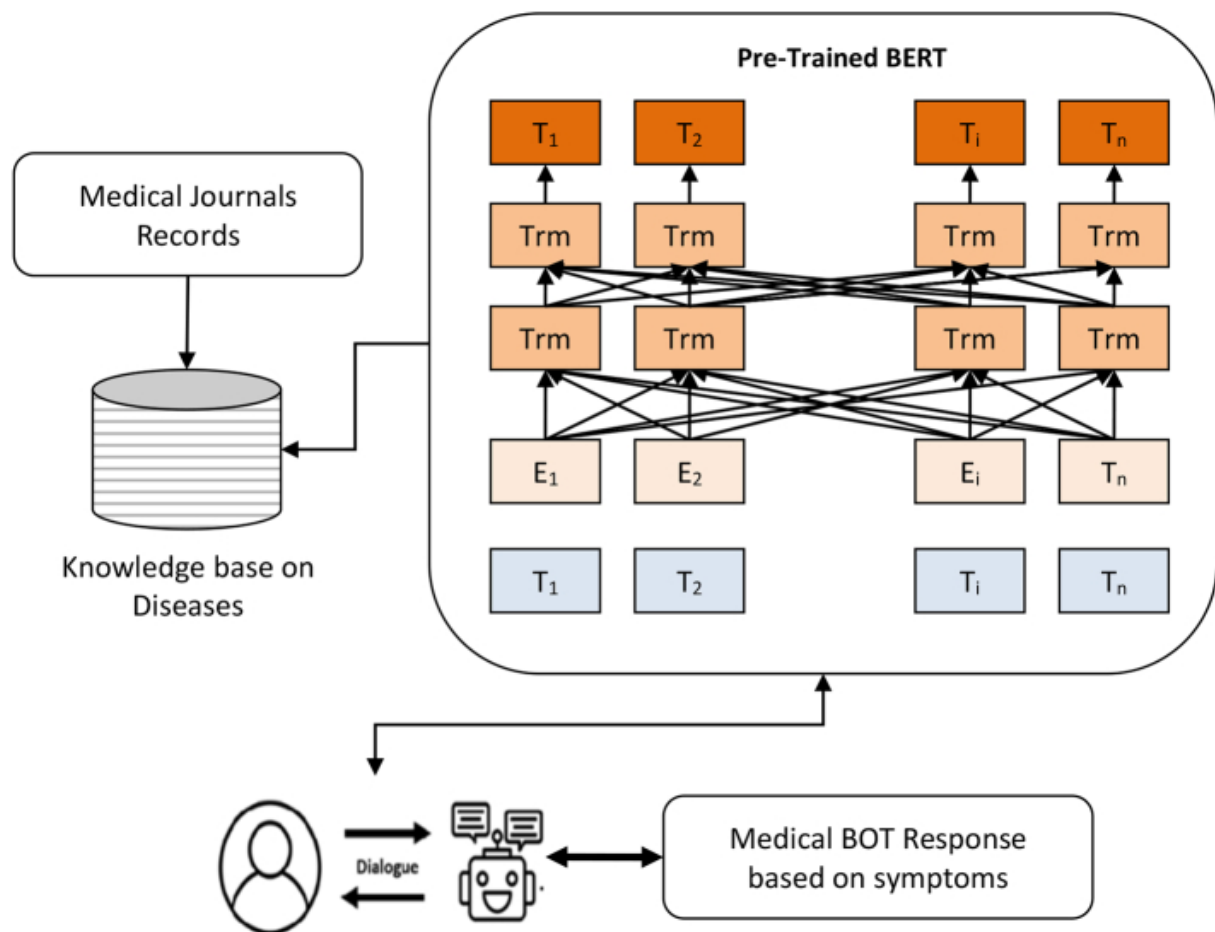 Pre-Trained BERT
T₁ T₂ Tᵢ Tₙ
Medical Journals
Records
Trm Trm Trm Trm
Trm Trm Trm Trm
E₁ E₂ Eᵢ Tₙ
Knowledge base on
Diseases
T₁ T₂ Tᵢ Tₙ
Dialogue
Medical BOT Response
based on symptoms